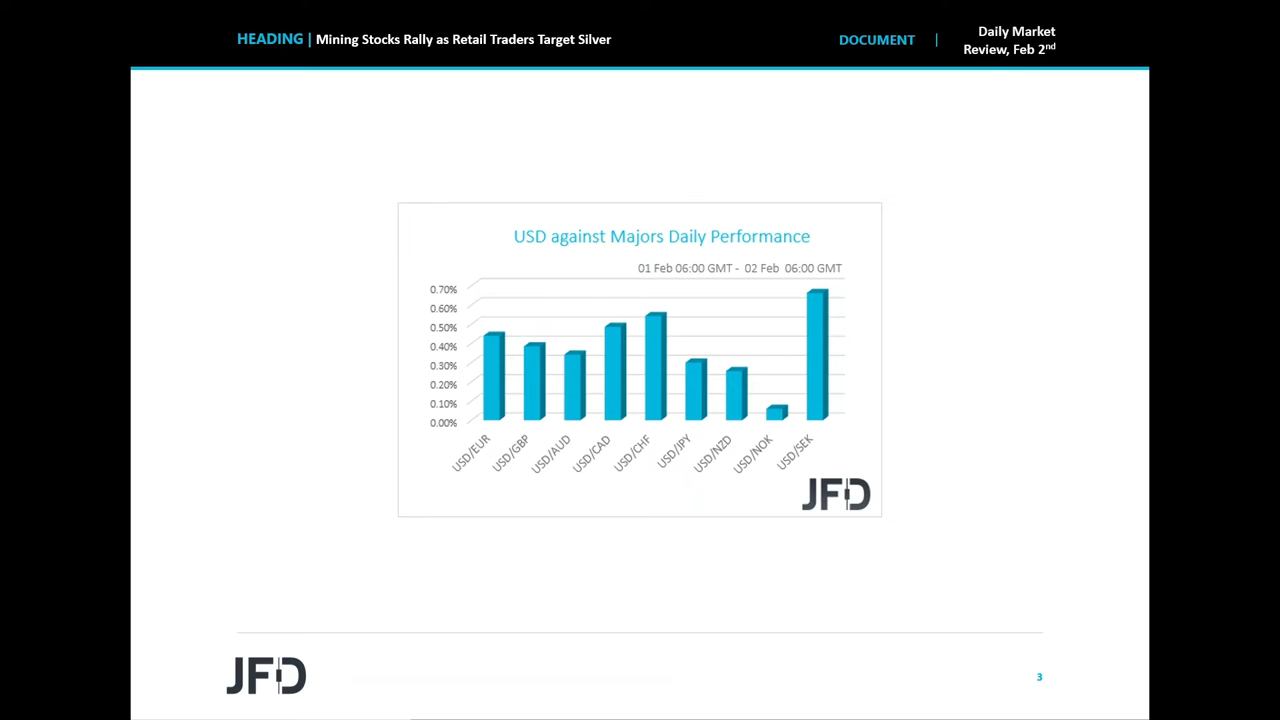 HEADING | Mining Stocks Rally as Retail Traders Target Silver
DOCUMENT |
Daily Market
Review, Feb 2nd
USD against Majors Daily Performance
01 Feb 06:00 GMT - 02 Feb 06:00 GMT
0.70%
0.60%
0.50%
0.40%
0.30%
0.20%
0.10%
0.00%
USD/EUR
USD/GBP
USD/AUD
USD/CAD
USD/CHF
USD/JPY
USD/NZD
USD/NOK
USD/SEK
JFD
JFD
3